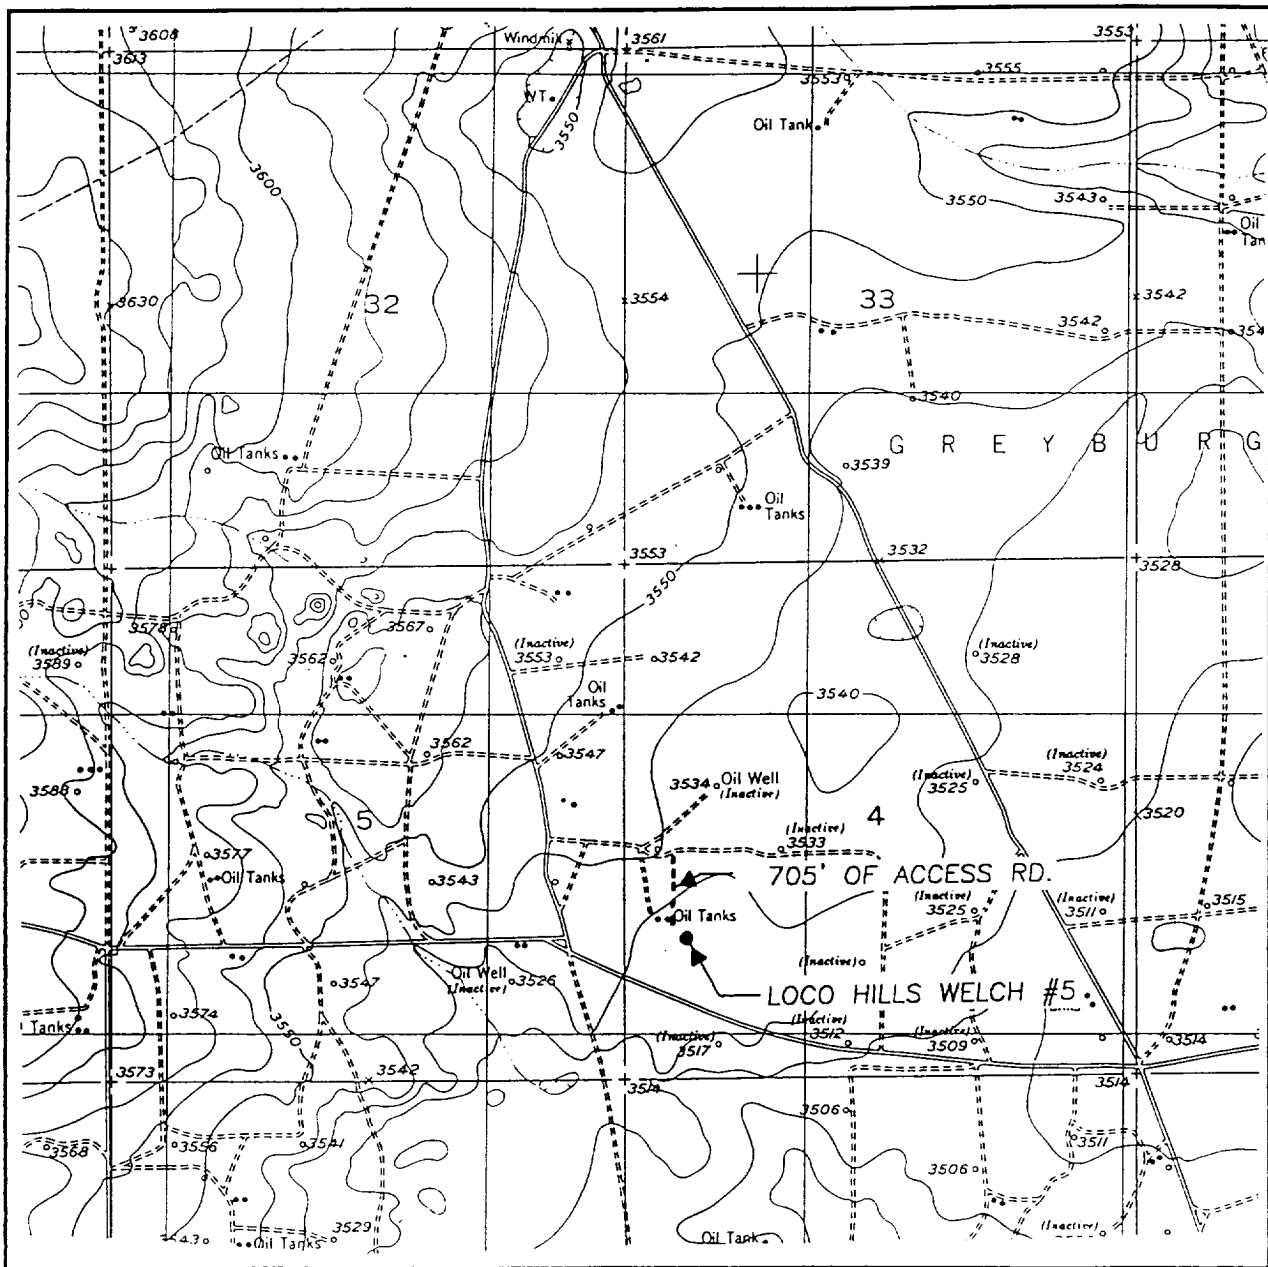 3608
3561
3553
Windmill
3613
3553
3555
WT
3550
Oil Tank
3600
3550
3543
Oil
Tan
3630
32
3554
33
3542
3542
354
3540
GREYBURG
Oil Tanks
3539
Oil
Tanks
3553
3532
3528
3550
3578
3567
(Inactive)
3589
3562
(Inactive)
3553
3542
(Inactive)
3528
Oil
Tanks
3540
3562
3547
3534
Oil Well
(Inactive)
(Inactive)
3524
(Inactive)
3525
3588
5
4
3520
(Inactive)
3533
3577
Oil Tanks
3543
705' OF ACCESS RD.
(Inactive)
3525
(Inactive)
3511
3515
Oil Tanks
(Inactive)
Oil Well
(Inactive)
3526
3547
LOCO HILLS WELCH #5
3574
3550
Tanks
(Inactive)
3517
(Inactive)
3512
(Inactive)
3509
3514
3573
3542
3514
3514
3506
3511
3568
3556
3541
3506
3529
Oil Tanks
Oil Tank
(Inactive)